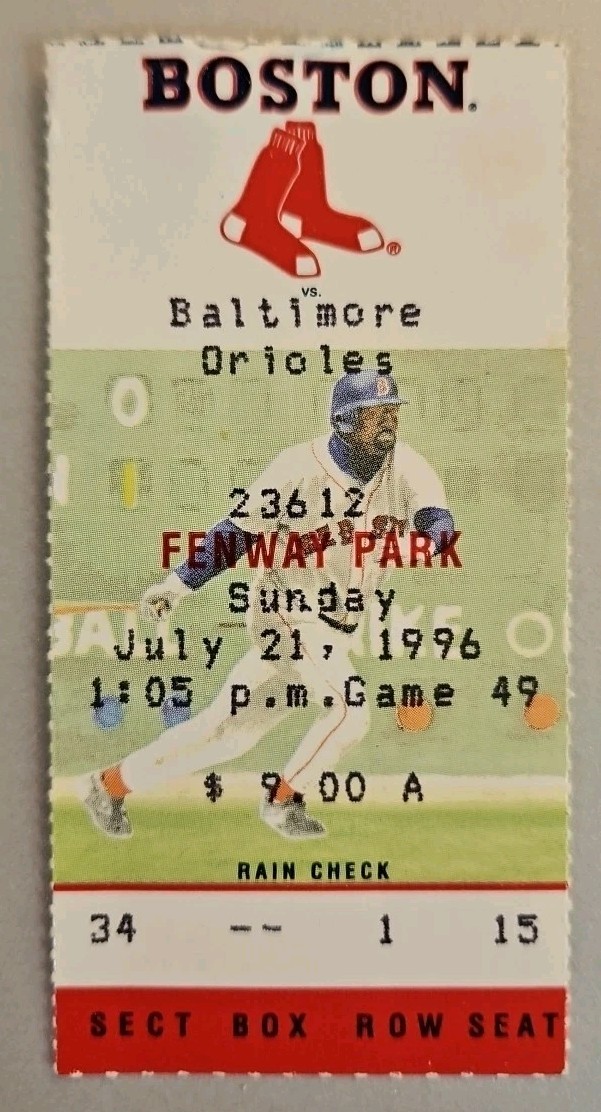 BOSTON.
®
vs.
Baltimore
Orioles
0
23612
FENWAY PARK
Sunday
July 21, 1996
1:05 p.m. Game 49
$ 9.00 A
RAIN CHECK
34 -- 1 15
SECT BOX ROW SEAT